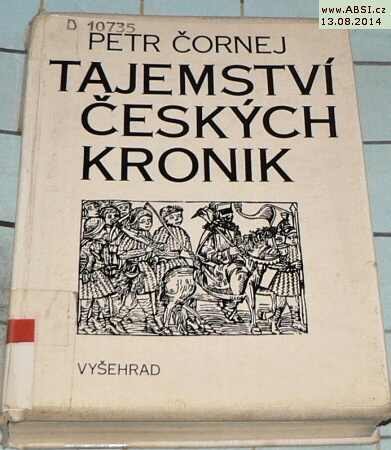 www.ABSI.cz
13.08.2014
D 10735
PETR ČORNEJ
TAJEMSTVÍ
ČESKÝCH
KRONIK
VYŠEHRAD